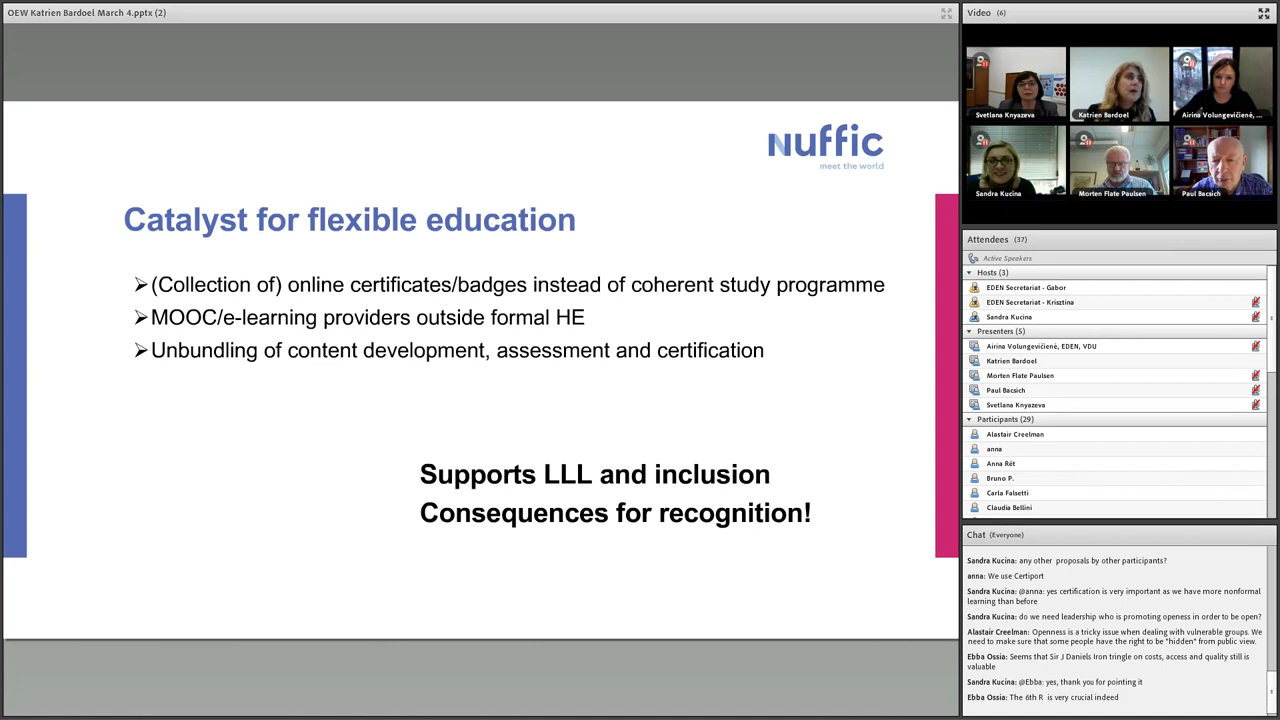 OEW Katrien Bardoel March 4.pptx (2)
nuffic
meet the world
Catalyst for flexible education
➢(Collection of) online certificates/badges instead of coherent study programme
➢MOOC/e-learning providers outside formal HE
➢Unbundling of content development, assessment and certification
Supports LLL and inclusion
Consequences for recognition!
Video (6)
Svetlana Knyazeva
Katrien Bardoel
Airina Volungevičienė, ...
Sandra Kucina
Morten Flate Paulsen
Paul Bacsich
Attendees (37)
Active Speakers
Hosts (3)
EDEN Secretariat - Gabor
EDEN Secretariat - Krisztina
Sandra Kucina
Presenters (5)
Airina Volungevičienė, EDEN, VDU
Katrien Bardoel
Morten Flate Paulsen
Paul Bacsich
Svetlana Knyazeva
Participants (29)
Alastair Creelman
anna
Anna Rét
Bruno P.
Carla Falsetti
Claudia Bellini
Chat (Everyone)
Sandra Kucina: any other proposals by other participants?
anna: We use Certiport
Sandra Kucina: @anna: yes certification is very important as we have more nonformal
learning than before
Sandra Kucina: do we need leadership who is promoting openess in order to be open?
Alastair Creelman: Openness is a tricky issue when dealing with vulnerable groups. We
need to make sure that some people have the right to be "hidden" from public view.
Ebba Ossia: Seems that Sir J Daniels Iron tringle on costs, access and quality still is
valuable
Sandra Kucina: @Ebba: yes, thank you for pointing it
Ebba Ossia: The 6th R is very crucial indeed